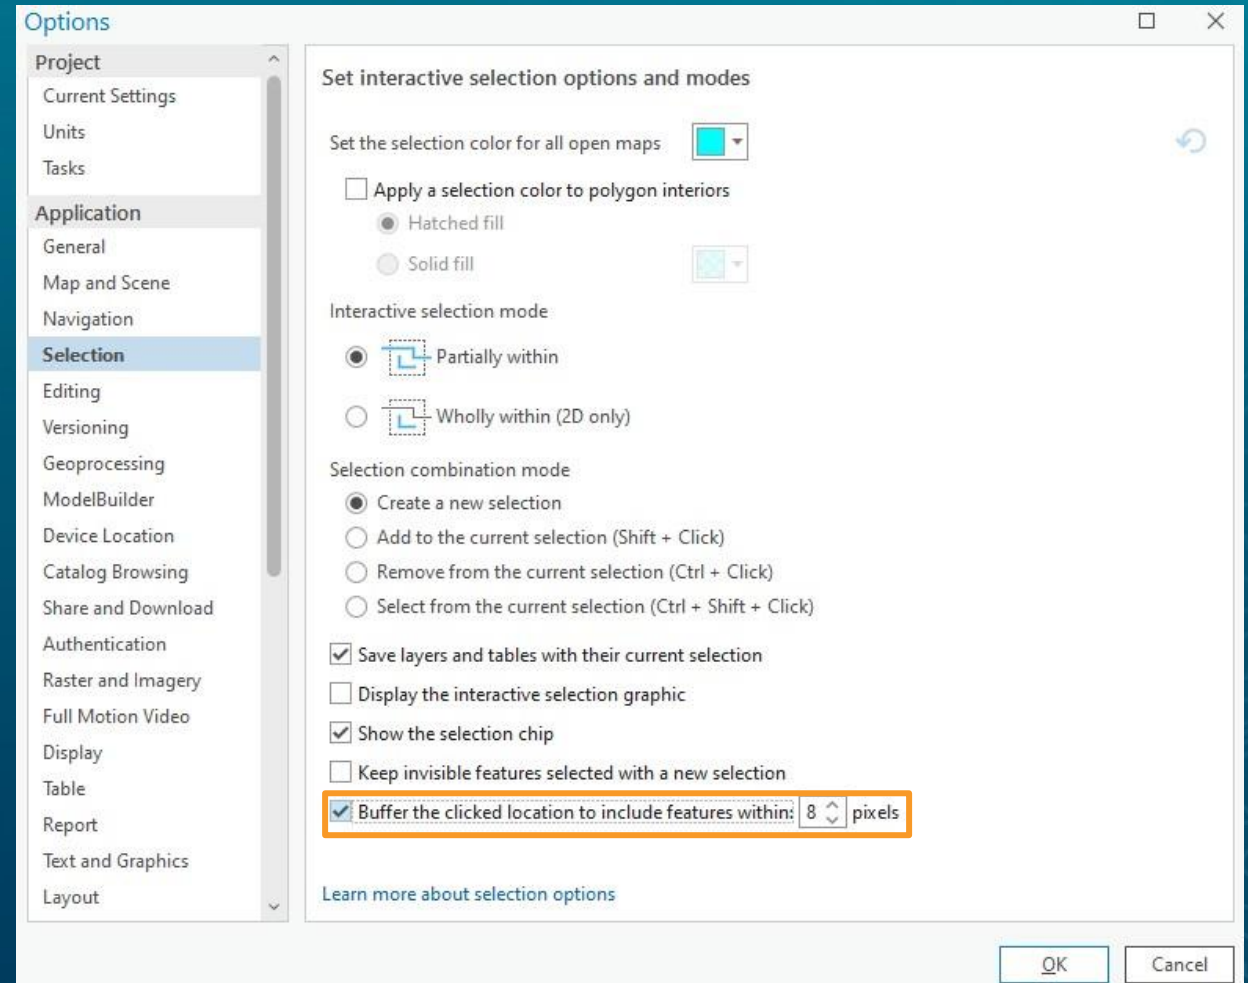 Options
Project
Current Settings
Units
Tasks
Application
General
Map and Scene
Navigation
Selection
Editing
Versioning
Geoprocessing
ModelBuilder
Device Location
Catalog Browsing
Share and Download
Authentication
Raster and Imagery
Full Motion Video
Display
Table
Report
Text and Graphics
Layout
Set interactive selection options and modes
Set the selection color for all open maps
Apply a selection color to polygon interiors
Hatched fill
Solid fill
Interactive selection mode
Partially within
Wholly within (2D only)
Selection combination mode
Create a new selection
Add to the current selection (Shift + Click)
Remove from the current selection (Ctrl + Click)
Select from the current selection (Ctrl + Shift + Click)
Save layers and tables with their current selection
Display the interactive selection graphic
Show the selection chip
Keep invisible features selected with a new selection
Buffer the clicked location to include features within: 8 pixels
Learn more about selection options
OK Cancel